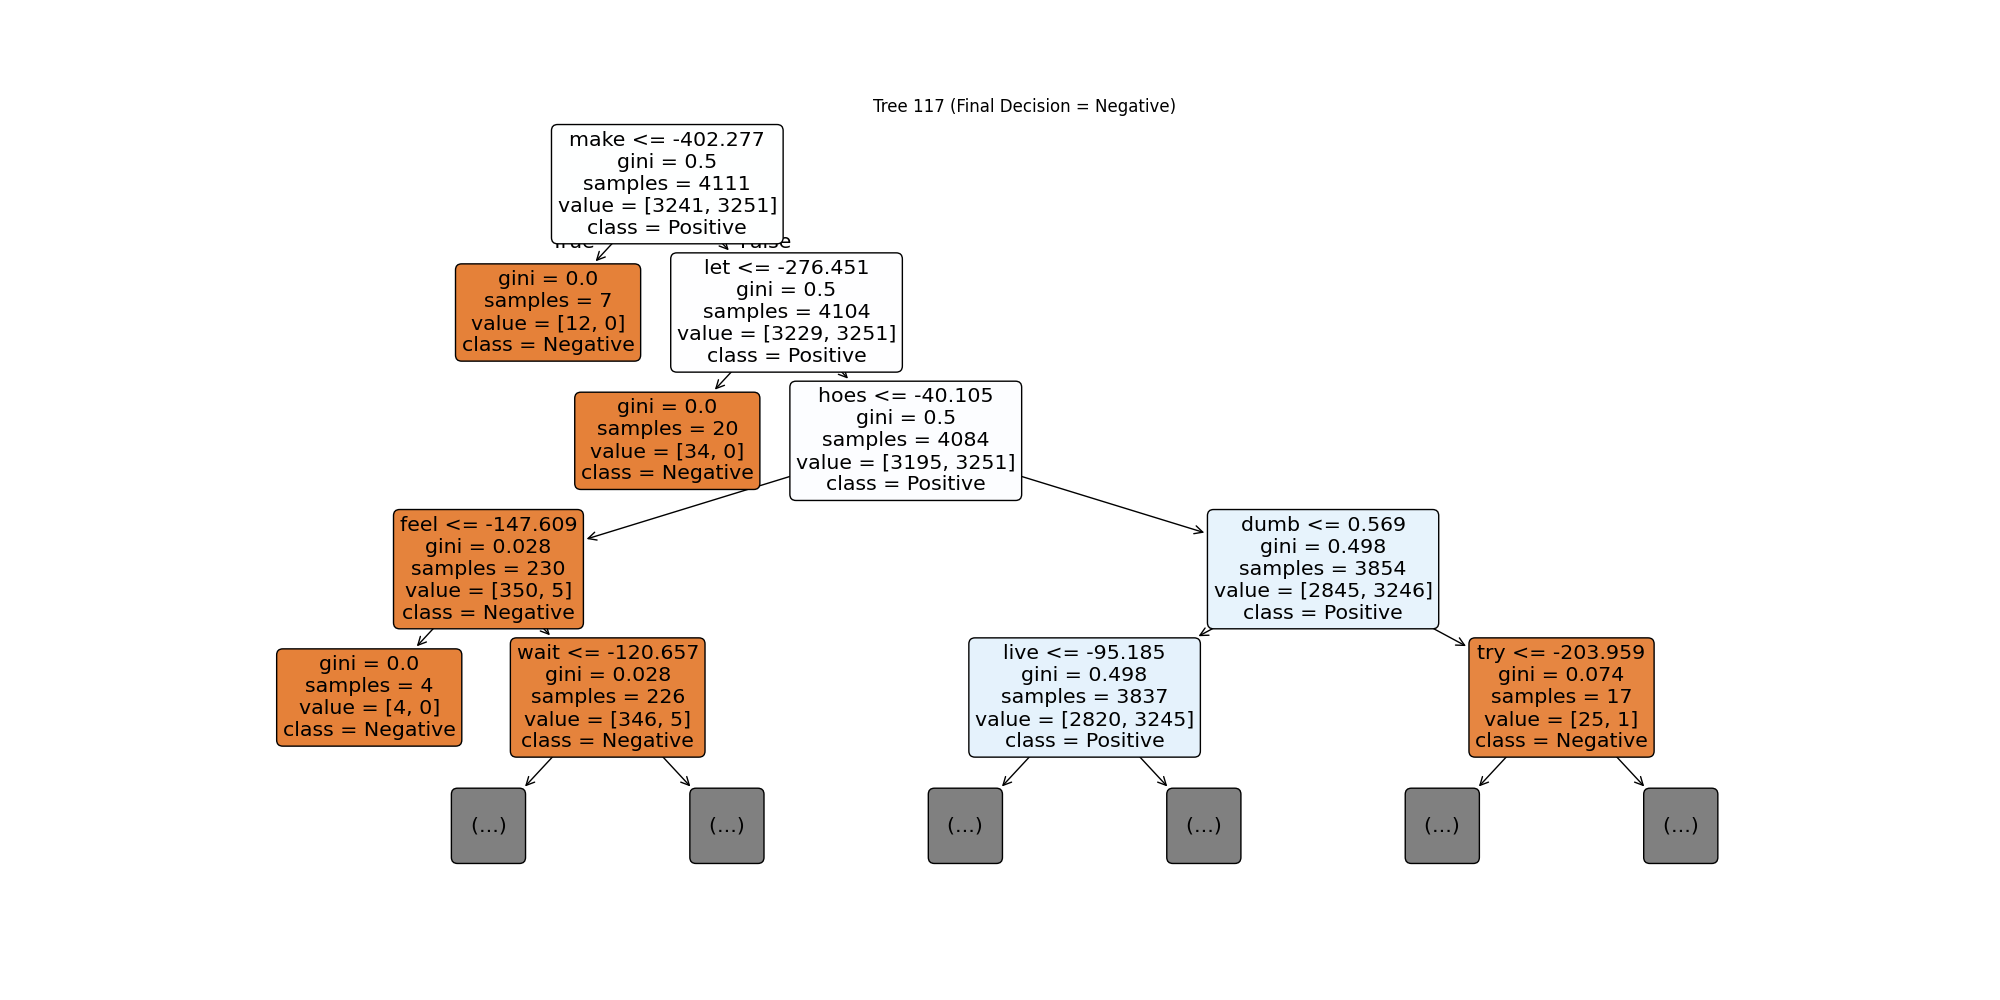 Tree 117 (Final Decision = Negative)
make <= -402.277
gini = 0.5
samples = 4111
value = [3241, 3251]
class = Positive
True
False
gini = 0.0
samples = 7
value = [12, 0]
class = Negative
let <= -276.451
gini = 0.5
samples = 4104
value = [3229, 3251]
class = Positive
gini = 0.0
samples = 20
value = [34, 0]
class = Negative
hoes <= -40.105
gini = 0.5
samples = 4084
value = [3195, 3251]
class = Positive
feel <= -147.609
gini = 0.028
samples = 230
value = [350, 5]
class = Negative
dumb <= 0.569
gini = 0.498
samples = 3854
value = [2845, 3246]
class = Positive
gini = 0.0
samples = 4
value = [4, 0]
class = Negative
wait <= -120.657
gini = 0.028
samples = 226
value = [346, 5]
class = Negative
live <= -95.185
gini = 0.498
samples = 3837
value = [2820, 3245]
class = Positive
try <= -203.959
gini = 0.074
samples = 17
value = [25, 1]
class = Negative
(...)
(...)
(...)
(...)
(...)
(...)